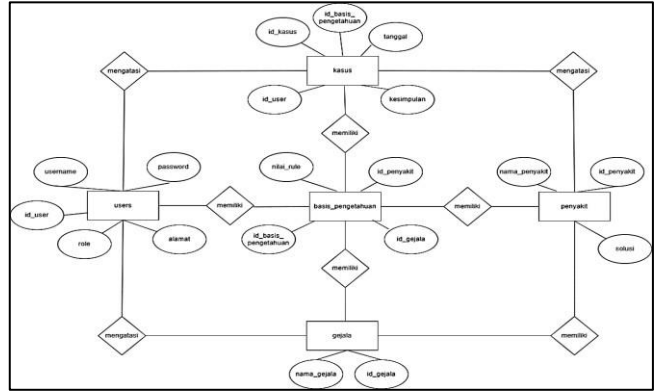 id_basis_
pengetahuan
id_kasus
tanggal
mengatasi
kasus
mengatasi
id_user
kesimpulan
memiliki
username
password
nilai_rule
id_penyakit
nama_penyakit
id_penyakit
id_user
users
memiliki
basis_pengetahuan
memiliki
penyakit
role
alamat
id_basis_
pengetahuan
id_gejala
solusi
memiliki
mengatasi
gejala
memiliki
nama_gejala
id_gejala